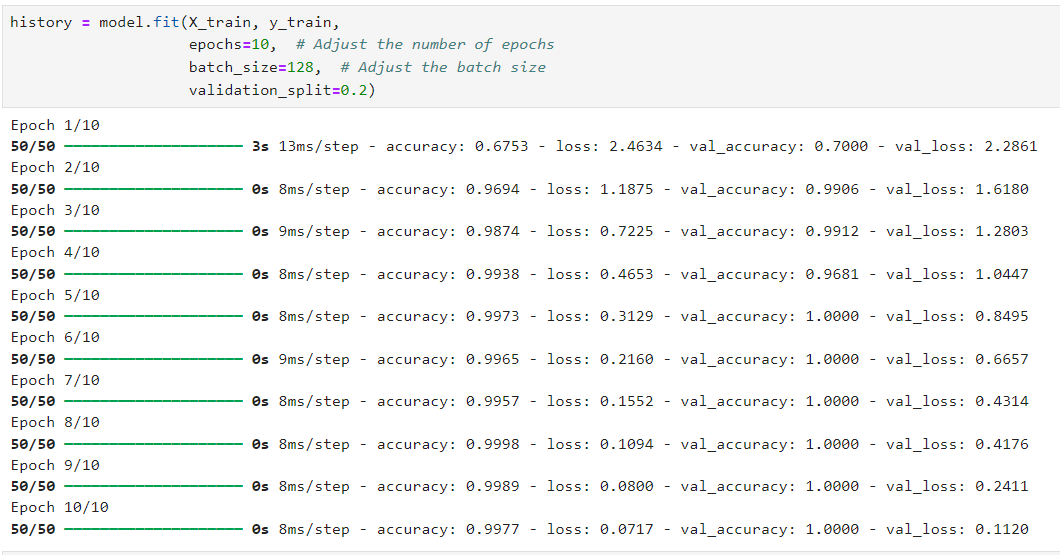 history = model.fit(X_train, y_train,
epochs=10,  # Adjust the number of epochs
batch_size=128,  # Adjust the batch size
validation_split=0.2)
Epoch 1/10
50/50 ━━━━━━━━━━━━━━━━━━━━ 3s 13ms/step - accuracy: 0.6753 - loss: 2.4634 - val_accuracy: 0.7000 - val_loss: 2.2861
Epoch 2/10
50/50 ━━━━━━━━━━━━━━━━━━━━ 0s 8ms/step - accuracy: 0.9694 - loss: 1.1875 - val_accuracy: 0.9906 - val_loss: 1.6180
Epoch 3/10
50/50 ━━━━━━━━━━━━━━━━━━━━ 0s 9ms/step - accuracy: 0.9874 - loss: 0.7225 - val_accuracy: 0.9912 - val_loss: 1.2803
Epoch 4/10
50/50 ━━━━━━━━━━━━━━━━━━━━ 0s 8ms/step - accuracy: 0.9938 - loss: 0.4653 - val_accuracy: 0.9681 - val_loss: 1.0447
Epoch 5/10
50/50 ━━━━━━━━━━━━━━━━━━━━ 0s 8ms/step - accuracy: 0.9973 - loss: 0.3129 - val_accuracy: 1.0000 - val_loss: 0.8495
Epoch 6/10
50/50 ━━━━━━━━━━━━━━━━━━━━ 0s 9ms/step - accuracy: 0.9965 - loss: 0.2160 - val_accuracy: 1.0000 - val_loss: 0.6657
Epoch 7/10
50/50 ━━━━━━━━━━━━━━━━━━━━ 0s 8ms/step - accuracy: 0.9957 - loss: 0.1552 - val_accuracy: 1.0000 - val_loss: 0.4314
Epoch 8/10
50/50 ━━━━━━━━━━━━━━━━━━━━ 0s 8ms/step - accuracy: 0.9998 - loss: 0.1094 - val_accuracy: 1.0000 - val_loss: 0.4176
Epoch 9/10
50/50 ━━━━━━━━━━━━━━━━━━━━ 0s 8ms/step - accuracy: 0.9989 - loss: 0.0800 - val_accuracy: 1.0000 - val_loss: 0.2411
Epoch 10/10
50/50 ━━━━━━━━━━━━━━━━━━━━ 0s 8ms/step - accuracy: 0.9977 - loss: 0.0717 - val_accuracy: 1.0000 - val_loss: 0.1120